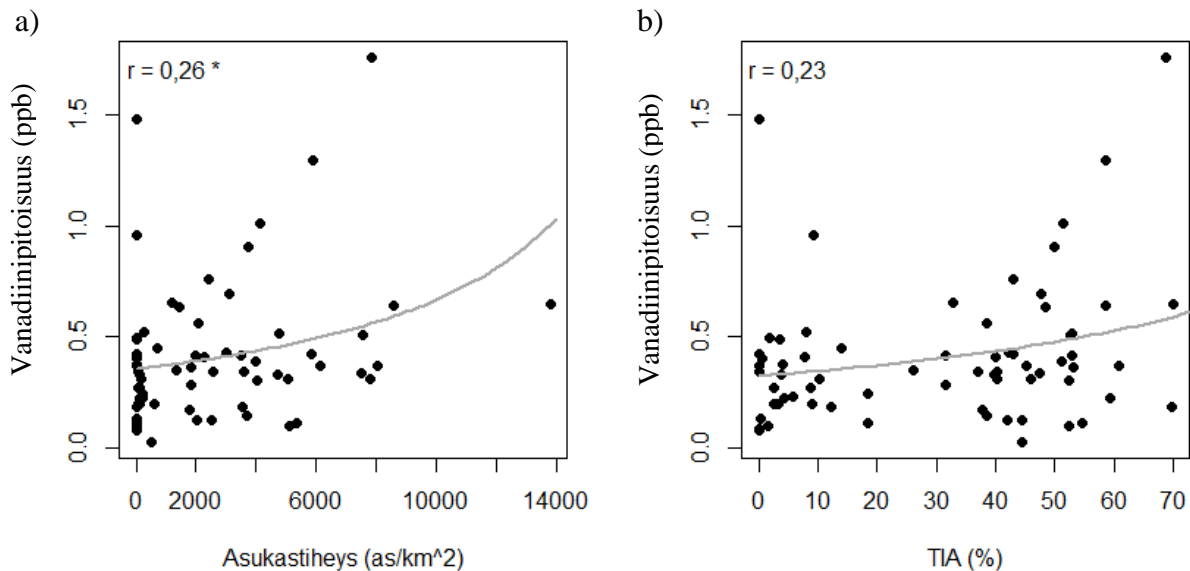 a)
r = 0,26 *
Vanadiinipitoisuus (ppb)
1.5
1.0
0.5
0.0
0 2000 6000 10000 14000
Asukastiheys (as/km^2)
b)
r = 0,23
Vanadiinipitoisuus (ppb)
1.5
1.0
0.5
0.0
0 10 20 30 40 50 60 70
TIA (%)